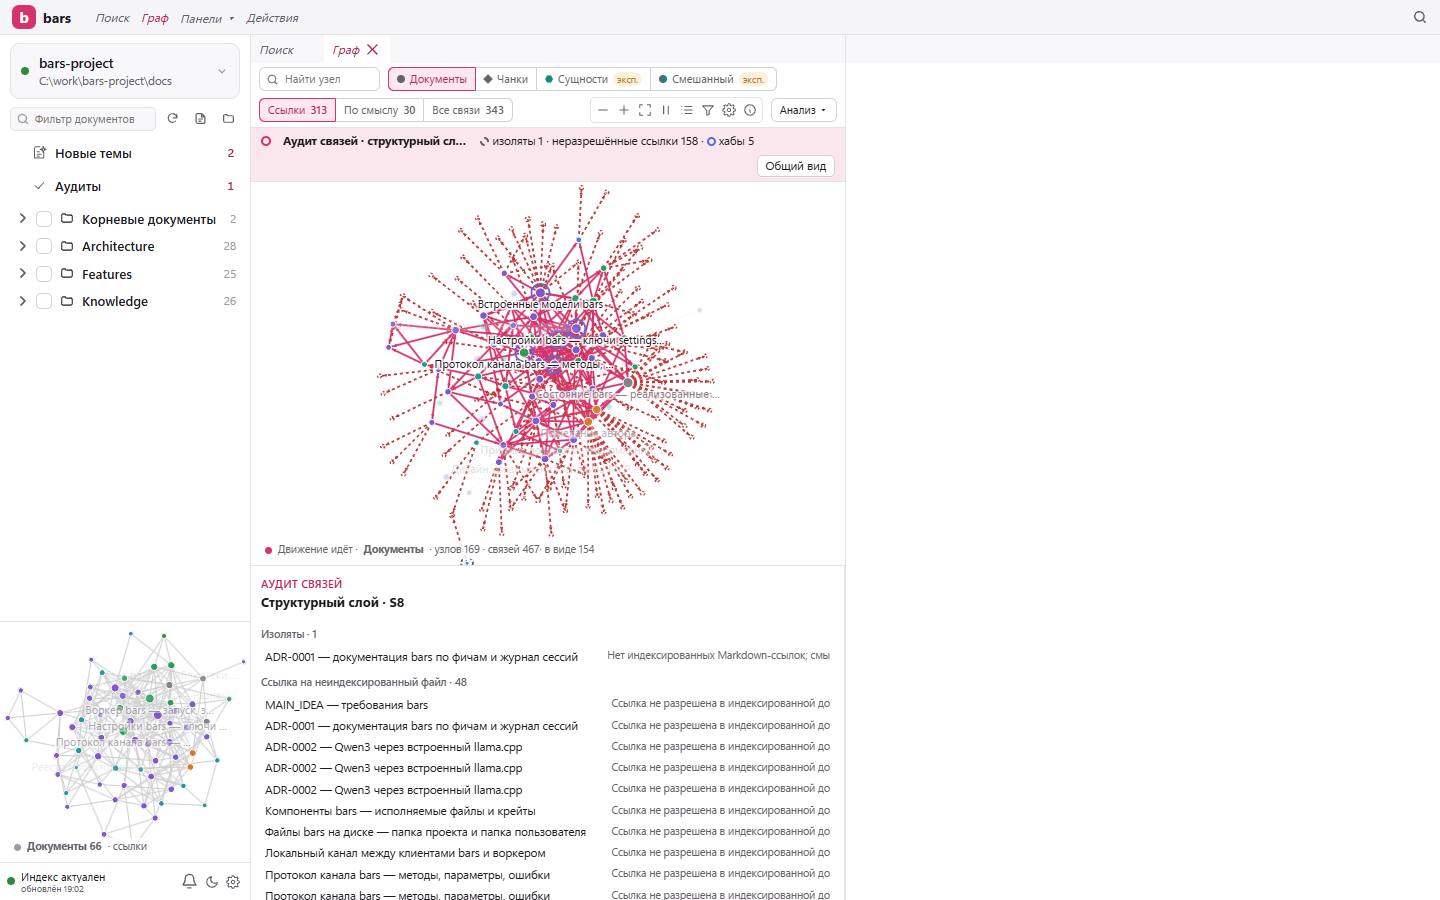 b bars Поиск Граф Панели Действия
bars-project
C:\work\bars-project\docs
Фильтр документов
Новые темы 2
Аудиты 1
Корневые документы 2
Architecture 28
Features 25
Knowledge 26
Документы 66 · ссылки
Индекс актуален
обновлён 19:02
Поиск Граф
Найти узел Документы Чанки Сущности эксп. Смешанный эксп.
Ссылки 313 По смыслу 30 Все связи 343 Анализ
Аудит связей · структурный сл... изоляты 1 · неразрешённые ссылки 158 · хабы 5
Общий вид
Встроенные модели bars
Настройки bars — ключи settings...
Протокол канала bars — методы, ...
Состояние bars — реализованные...
Движение идёт · Документы · узлов 169 · связей 467 · в виде 154
АУДИТ СВЯЗЕЙ
Структурный слой · S8
Изоляты · 1
ADR-0001 — документация bars по фичам и журнал сессий Нет индексированных Markdown-ссылок; смы
Ссылка на неиндексированный файл · 48
MAIN_IDEA — требования bars Ссылка не разрешена в индексированной до
ADR-0001 — документация bars по фичам и журнал сессий Ссылка не разрешена в индексированной до
ADR-0002 — Qwen3 через встроенный llama.cpp Ссылка не разрешена в индексированной до
ADR-0002 — Qwen3 через встроенный llama.cpp Ссылка не разрешена в индексированной до
ADR-0002 — Qwen3 через встроенный llama.cpp Ссылка не разрешена в индексированной до
Компоненты bars — исполняемые файлы и крейты Ссылка не разрешена в индексированной до
Файлы bars на диске — папка проекта и папка пользователя Ссылка не разрешена в индексированной до
Локальный канал между клиентами bars и воркером Ссылка не разрешена в индексированной до
Протокол канала bars — методы, параметры, ошибки Ссылка не разрешена в индексированной до
Протокол канала bars — методы, параметры, ошибки Ссылка не разрешена в индексированной до
Воркер bars — запуск, з...
Настройки bars — ключи ...
Протокол канала bars — ...